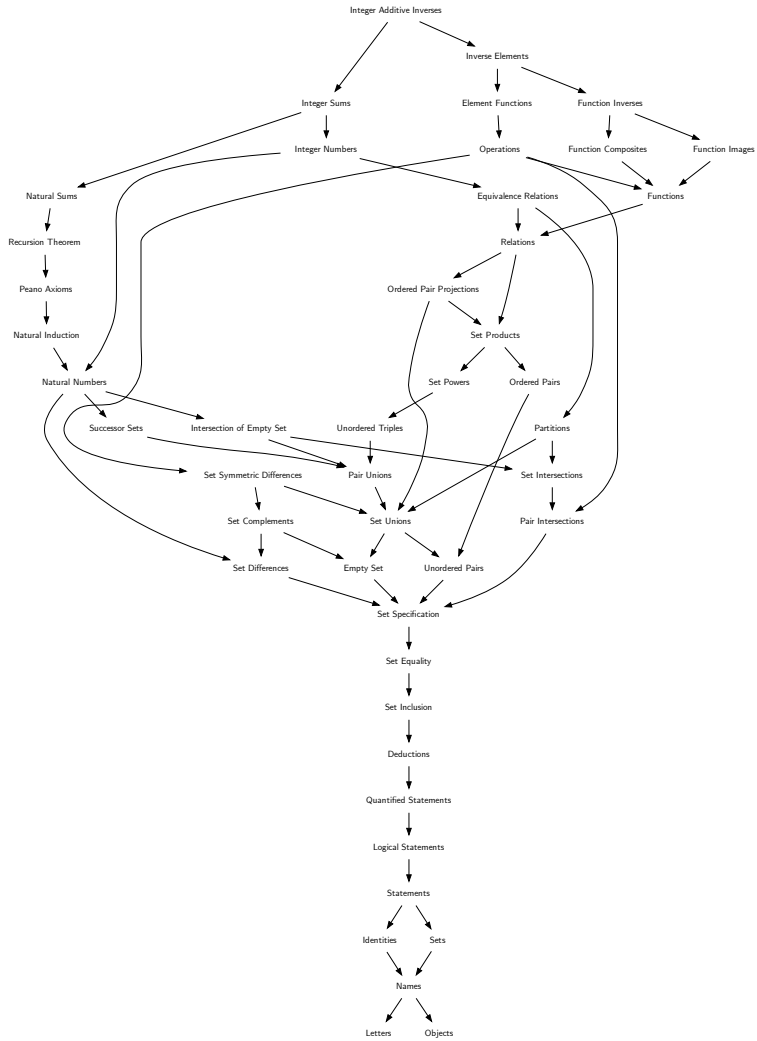 Integer Additive Inverses
Inverse Elements
Integer Sums
Element Functions
Function Inverses
Integer Numbers
Operations
Function Composites
Function Images
Natural Sums
Equivalence Relations
Functions
Recursion Theorem
Relations
Peano Axioms
Ordered Pair Projections
Natural Induction
Set Products
Natural Numbers
Set Powers
Ordered Pairs
Successor Sets
Intersection of Empty Set
Unordered Triples
Partitions
Set Symmetric Differences
Pair Unions
Set Intersections
Set Complements
Set Unions
Pair Intersections
Set Differences
Empty Set
Unordered Pairs
Set Specification
Set Equality
Set Inclusion
Deductions
Quantified Statements
Logical Statements
Statements
Identities
Sets
Names
Letters
Objects